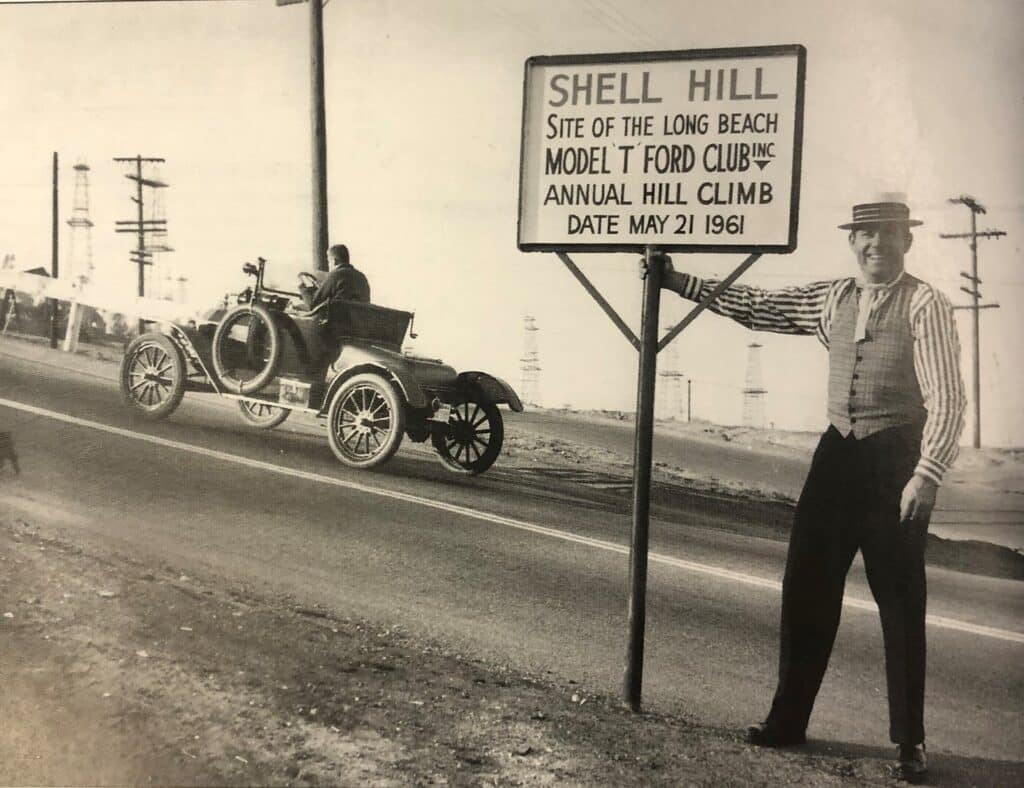 SHELL HILL
SITE OF THE LONG BEACH
MODEL 'T' FORD CLUB INC
ANNUAL HILL CLIMB
DATE MAY 21 1961